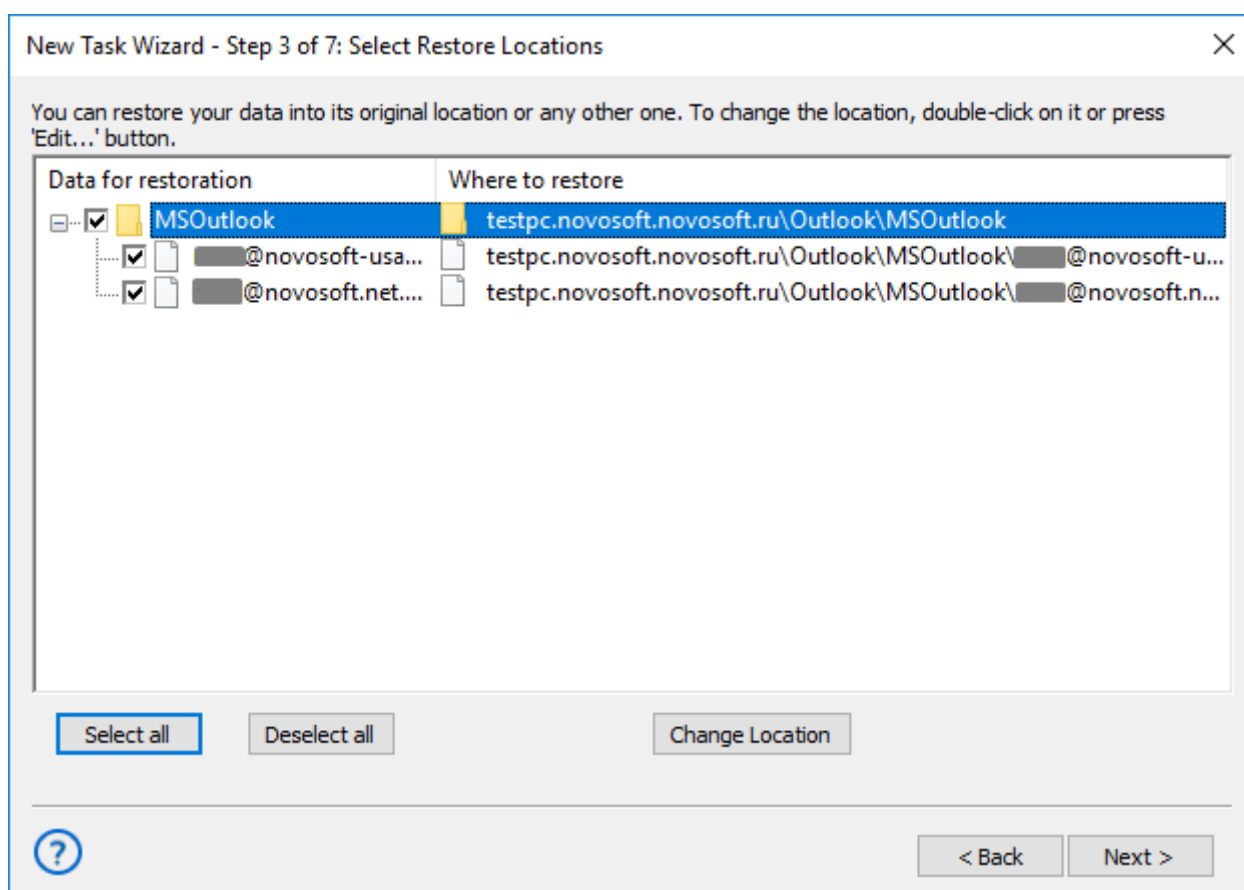 New Task Wizard - Step 3 of 7: Select Restore Locations
You can restore your data into its original location or any other one. To change the location, double-click on it or press
'Edit...' button.
Data for restoration Where to restore
MSOutlook testpc.novosoft.novosoft.ru\Outlook\MSOutlook
@novosoft-usa... testpc.novosoft.novosoft.ru\Outlook\MSOutlook\ @novosoft-u...
@novosoft.net.... testpc.novosoft.novosoft.ru\Outlook\MSOutlook\ @novosoft.n...
Select all Deselect all Change Location
? < Back Next >